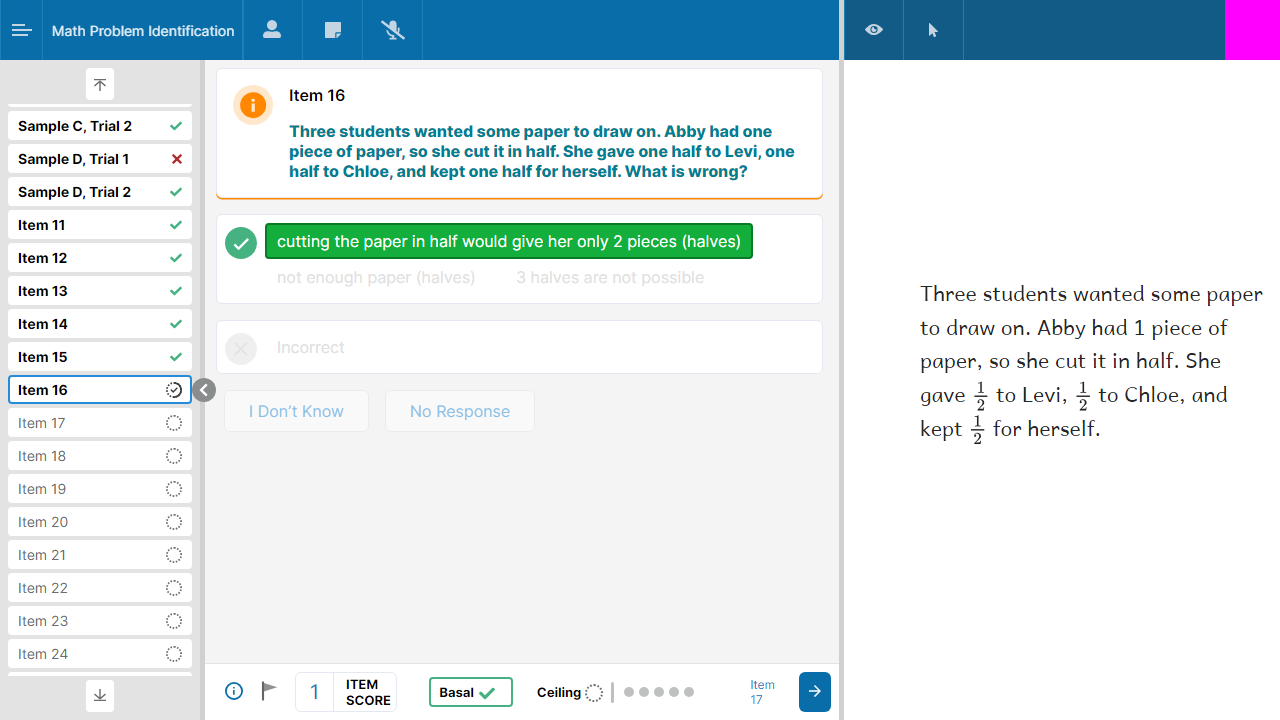 Math Problem Identification
Sample C, Trial 2
Sample D, Trial 1
Sample D, Trial 2
Item 11
Item 12
Item 13
Item 14
Item 15
Item 16
Item 17
Item 18
Item 19
Item 20
Item 21
Item 22
Item 23
Item 24
Item 16
Three students wanted some paper to draw on. Abby had one
piece of paper, so she cut it in half. She gave one half to Levi, one
half to Chloe, and kept one half for herself. What is wrong?
cutting the paper in half would give her only 2 pieces (halves)
not enough paper (halves) 3 halves are not possible
Incorrect
I Don't Know No Response
1 ITEM SCORE
Basal
Ceiling
Item 17
Three students wanted some paper
to draw on. Abby had 1 piece of
paper, so she cut it in half. She
gave 1/2 to Levi, 1/2 to Chloe, and
kept 1/2 for herself.